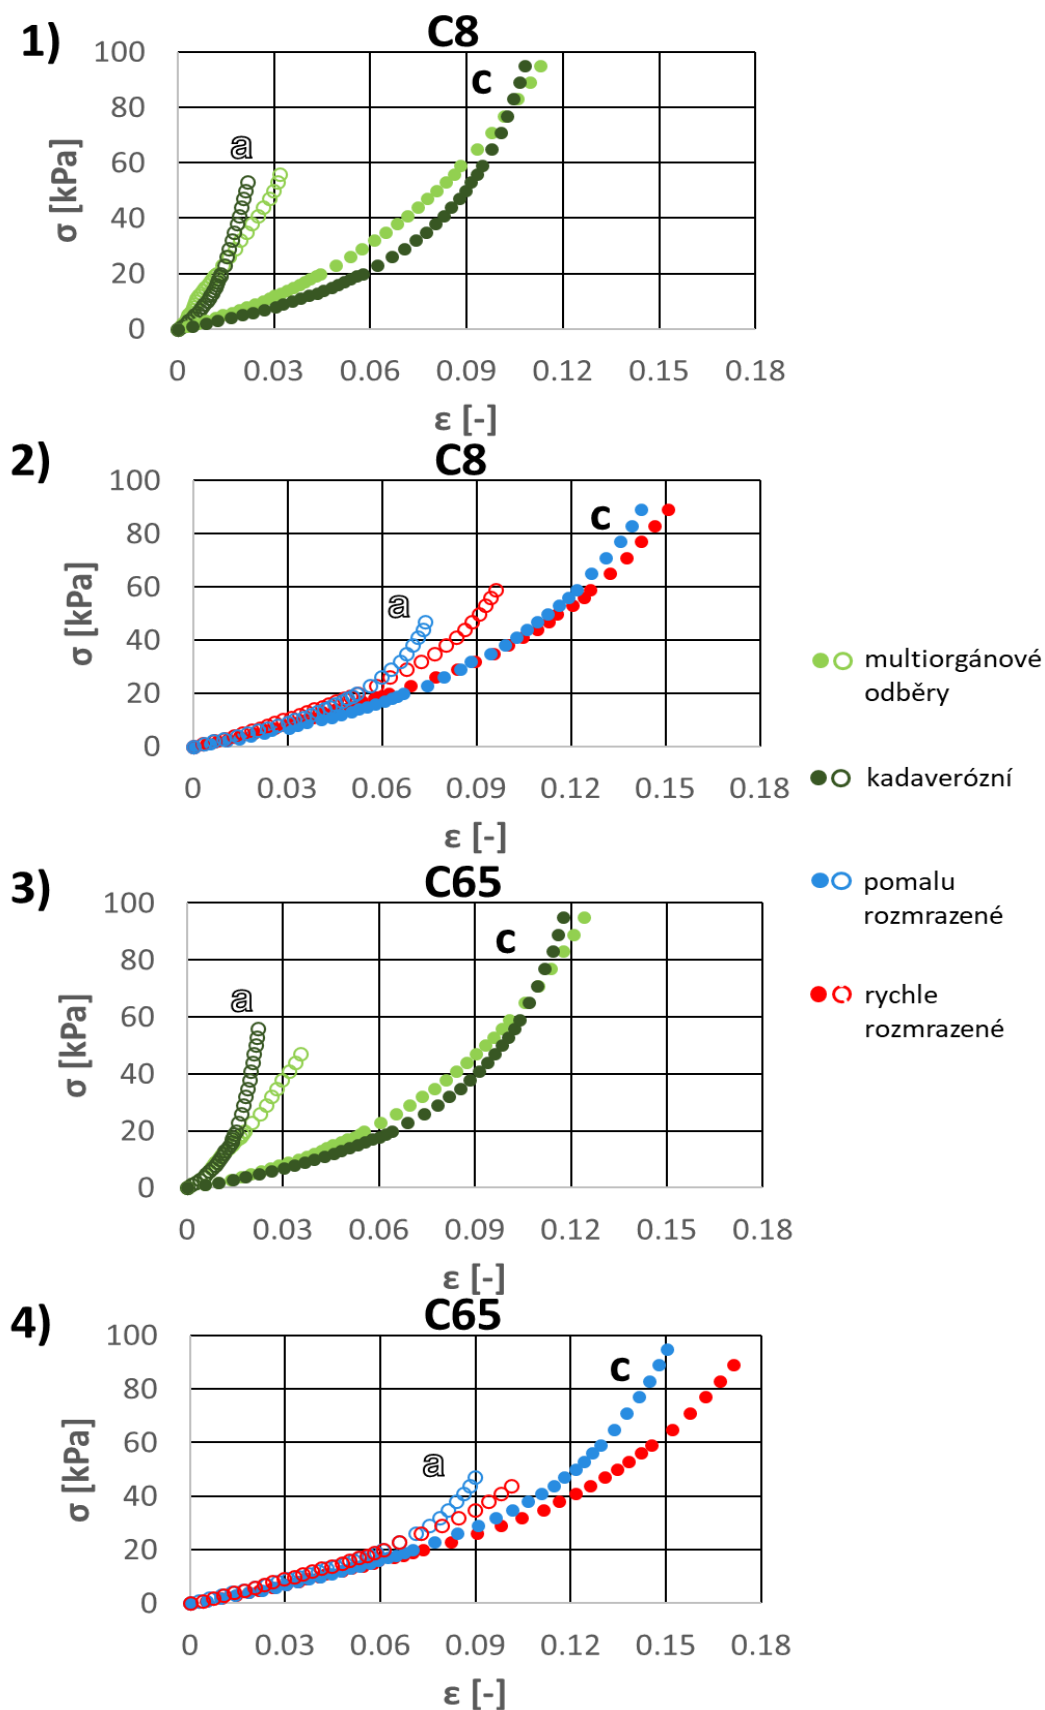 1)
C8
100
80
60
40
20
0
σ [kPa]
a
c
0 0.03 0.06 0.09 0.12 0.15 0.18
ε [-]
2)
C8
100
80
60
40
20
0
σ [kPa]
a
c
0 0.03 0.06 0.09 0.12 0.15 0.18
ε [-]
multiorgánové
odběry
kadaverózní
pomalu
rozmrazené
rychle
rozmrazené
3)
C65
100
80
60
40
20
0
σ [kPa]
a
c
0 0.03 0.06 0.09 0.12 0.15 0.18
ε [-]
4)
C65
100
80
60
40
20
0
σ [kPa]
a
c
0 0.03 0.06 0.09 0.12 0.15 0.18
ε [-]